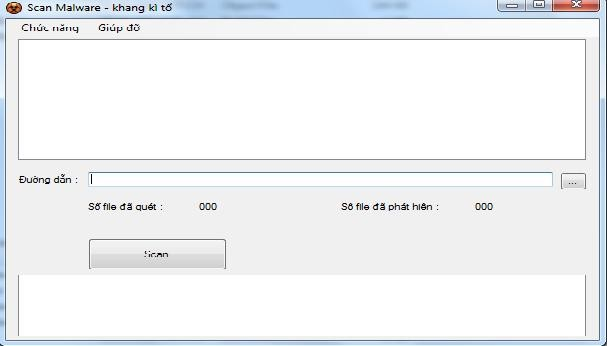 Scan Malware - khang kì tố
Chức năng Giúp đỡ
Đường dẫn :
...
Số file đã quét : 000 Số file đã phát hiện : 000
Scan